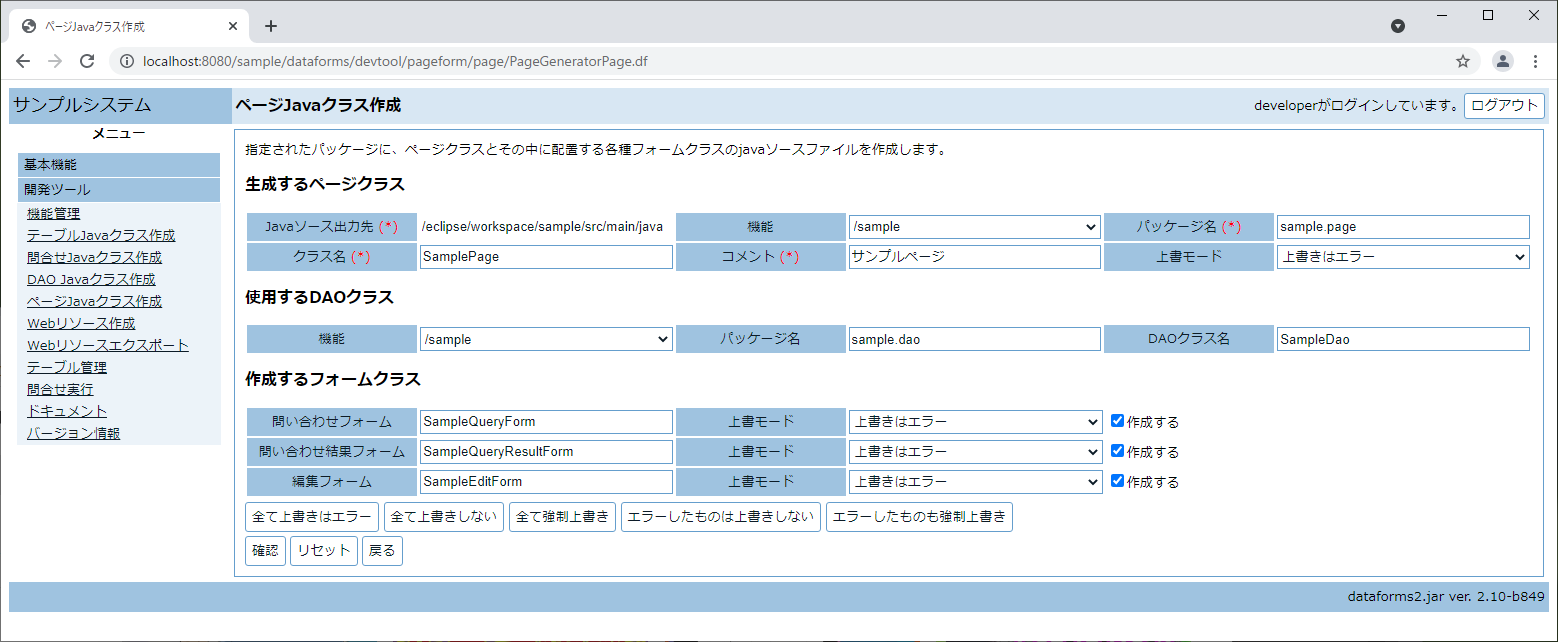 ページJavaクラス作成
localhost:8080/sample/dataforms/devtool/pageform/page/PageGeneratorPage.df
サンプルシステム
ページJavaクラス作成
developerがログインしています。 ログアウト
メニュー
基本機能
開発ツール
機能管理
テーブルJavaクラス作成
問合せJavaクラス作成
DAO Javaクラス作成
ページJavaクラス作成
Webリソース作成
Webリソースエクスポート
テーブル管理
問合せ実行
ドキュメント
バージョン情報
指定されたパッケージに、ページクラスとその中に配置する各種フォームクラスのjavaソースファイルを作成します。
生成するページクラス
Javaソース出力先 (*) /eclipse/workspace/sample/src/main/java 機能 /sample パッケージ名 (*) sample.page
クラス名 (*) SamplePage コメント (*) サンプルページ 上書モード 上書きはエラー
使用するDAOクラス
機能 /sample パッケージ名 sample.dao DAOクラス名 SampleDao
作成するフォームクラス
問い合わせフォーム SampleQueryForm 上書モード 上書きはエラー 作成する
問い合わせ結果フォーム SampleQueryResultForm 上書モード 上書きはエラー 作成する
編集フォーム SampleEditForm 上書モード 上書きはエラー 作成する
全て上書きはエラー 全て上書きしない 全て強制上書き エラーしたものは上書きしない エラーしたものも強制上書き
確認 リセット 戻る
dataforms2.jar ver. 2.10-b849